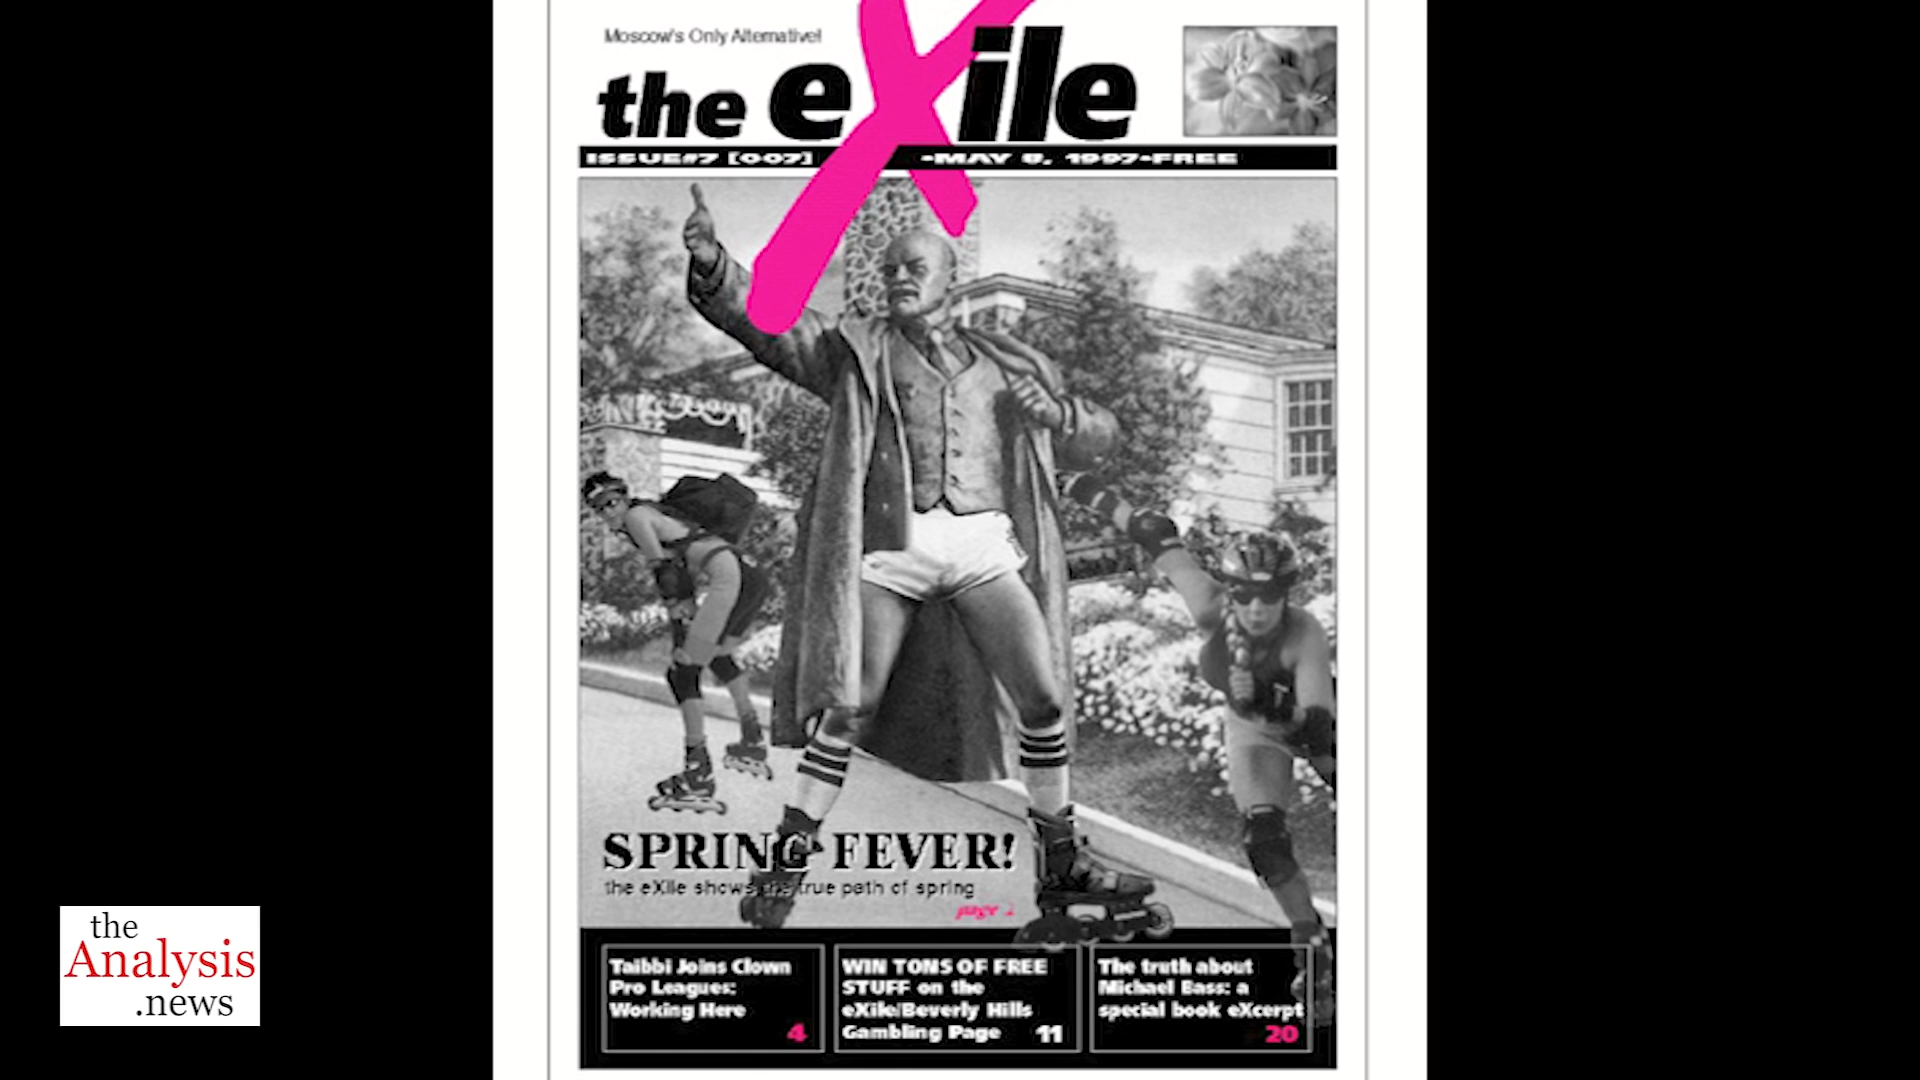 Moscow's Only Alternative!
the eXile
ISSUE#7 [007] •MAY 8, 1997•FREE
SPRING FEVER!
the eXile shows the true path of spring
page 2
Taibbi Joins Clown
Pro Leagues:
Working Here
4
WIN TONS OF FREE
STUFF on the
eXile/Beverly Hills
Gambling Page 11
The truth about
Michael Bass: a
special book eXcerpt
20
the
Analysis
.news